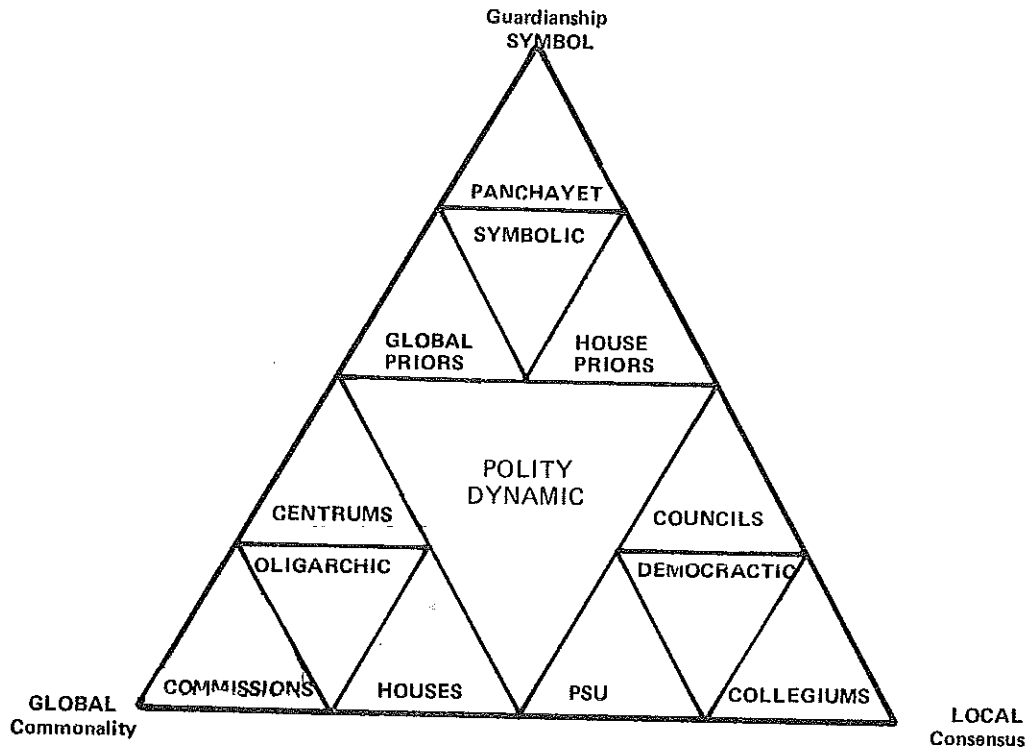 Guardianship
SYMBOL
PANCHAYET
SYMBOLIC
GLOBAL
PRIORS
HOUSE
PRIORS
POLITY
DYNAMIC
CENTRUMS
COUNCILS
OLIGARCHIC
DEMOCRACTIC
COMMISSIONS
HOUSES
PSU
COLLEGIUMS
GLOBAL
Commonality
LOCAL
Consensus